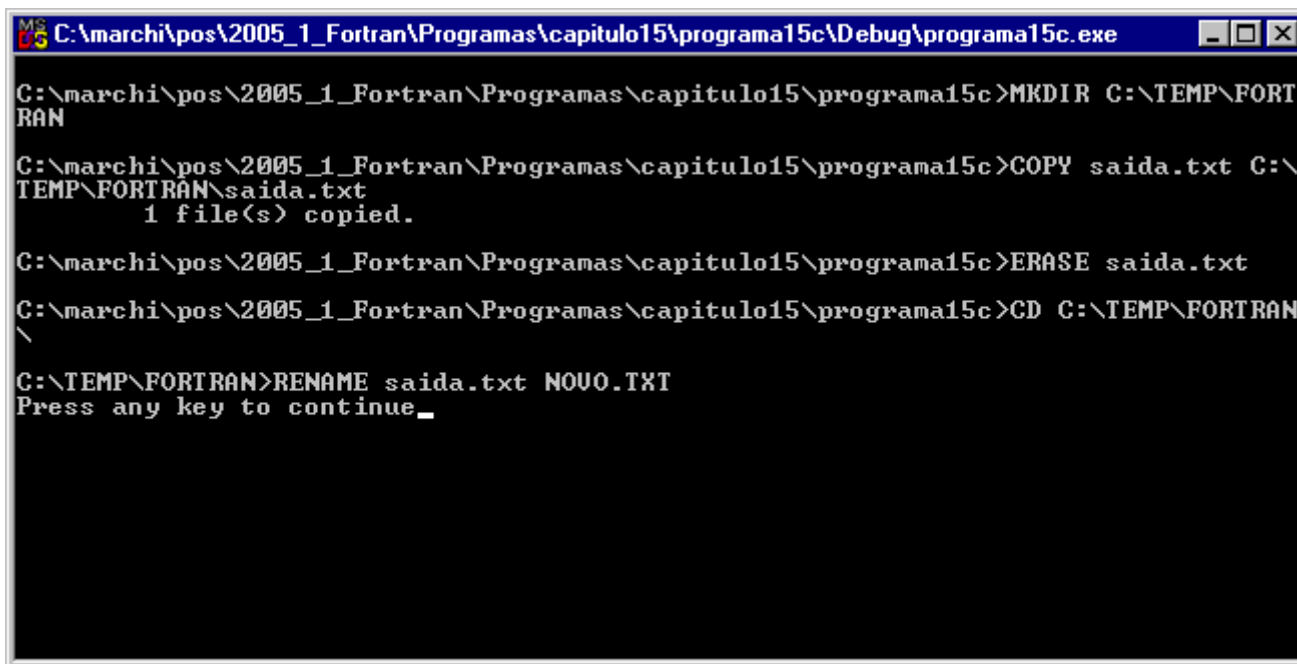 MS DS C:\marchi\pos\2005_1_Fortran\Programas\capitulo15\programa15c\Debug\programa15c.exe
C:\marchi\pos\2005_1_Fortran\Programas\capitulo15\programa15c>MKDIR C:\TEMP\FORT
RAN
C:\marchi\pos\2005_1_Fortran\Programas\capitulo15\programa15c>COPY saida.txt C:\
TEMP\FORTRAN\saida.txt
        1 file(s) copied.
C:\marchi\pos\2005_1_Fortran\Programas\capitulo15\programa15c>ERASE saida.txt
C:\marchi\pos\2005_1_Fortran\Programas\capitulo15\programa15c>CD C:\TEMP\FORTRAN
\
C:\TEMP\FORTRAN>RENAME saida.txt NOVO.TXT
Press any key to continue_